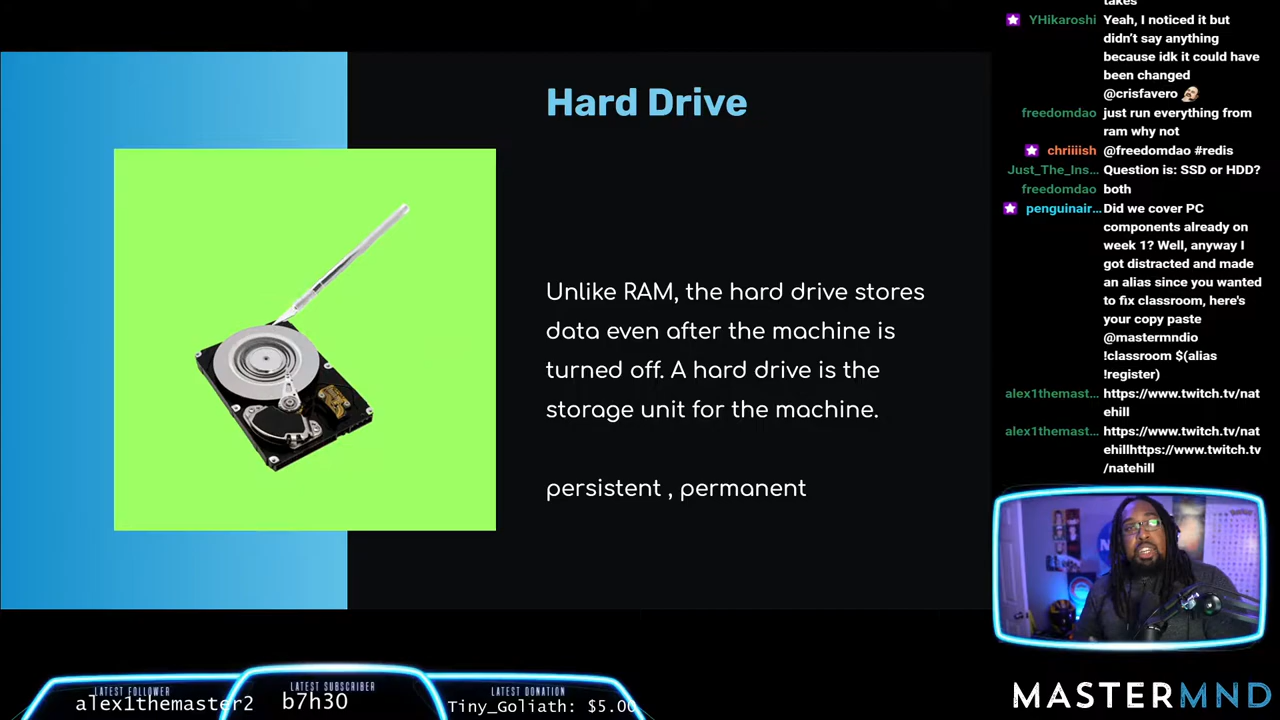 Hard Drive
Unlike RAM, the hard drive stores
data even after the machine is
turned off. A hard drive is the
storage unit for the machine.
persistent , permanent
takes
YHikaroshi Yeah, I noticed it but
didn't say anything
because idk it could have
been changed
@crisfavero
freedomdao just run everything from
ram why not
chriiiish @freedomdao #redis
Just_The_Ins... Question is: SSD or HDD?
freedomdao both
penguinair... Did we cover PC
components already on
week 1? Well, anyway I
got distracted and made
an alias since you wanted
to fix classroom, here's
your copy paste
@mastermndio
!classroom $(alias
!register)
alex1themast... https://www.twitch.tv/nat
ehill
alex1themast... https://www.twitch.tv/nat
ehillhttps://www.twitch.tv
/natehill
LATEST FOLLOWER
alex1themaster2
LATEST SUBSCRIBER
b7h30
LATEST DONATION
Tiny_Goliath: $5.00
MASTERMND